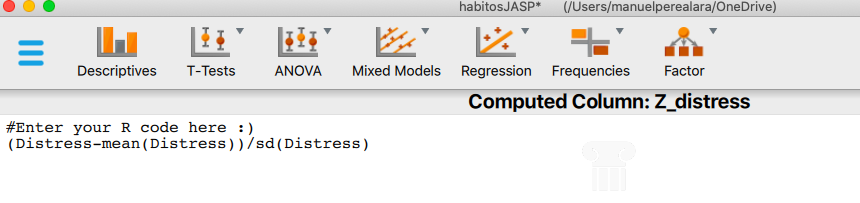 habitosJASP* (/Users/manuelperealara/OneDrive)
Descriptives T-Tests ANOVA Mixed Models Regression Frequencies Factor
Computed Column: Z_distress
#Enter your R code here :)
(Distress-mean(Distress))/sd(Distress)